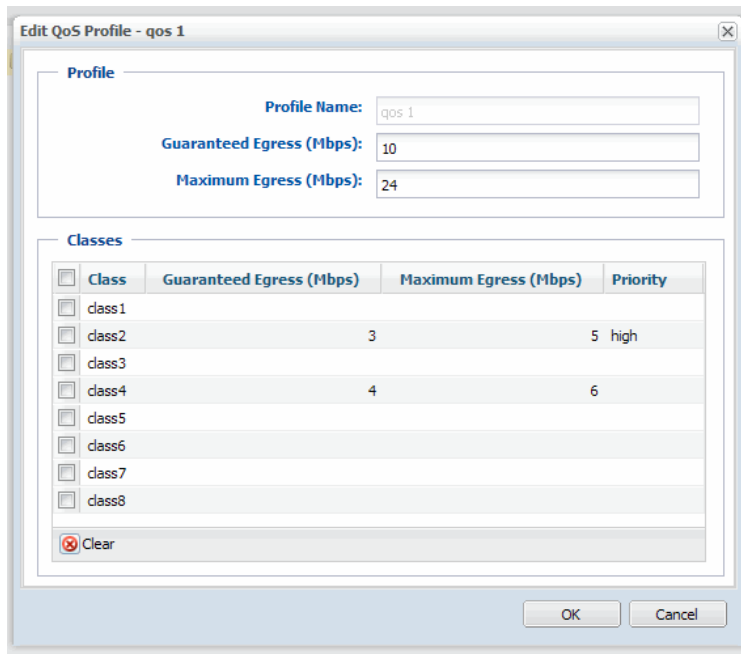 Edit QoS Profile - qos 1
Profile
Profile Name: qos 1
Guaranteed Egress (Mbps): 10
Maximum Egress (Mbps): 24
Classes
Class Guaranteed Egress (Mbps) Maximum Egress (Mbps) Priority
class1
class2 3 5 high
class3
class4 4 6
class5
class6
class7
class8
Clear
OK Cancel